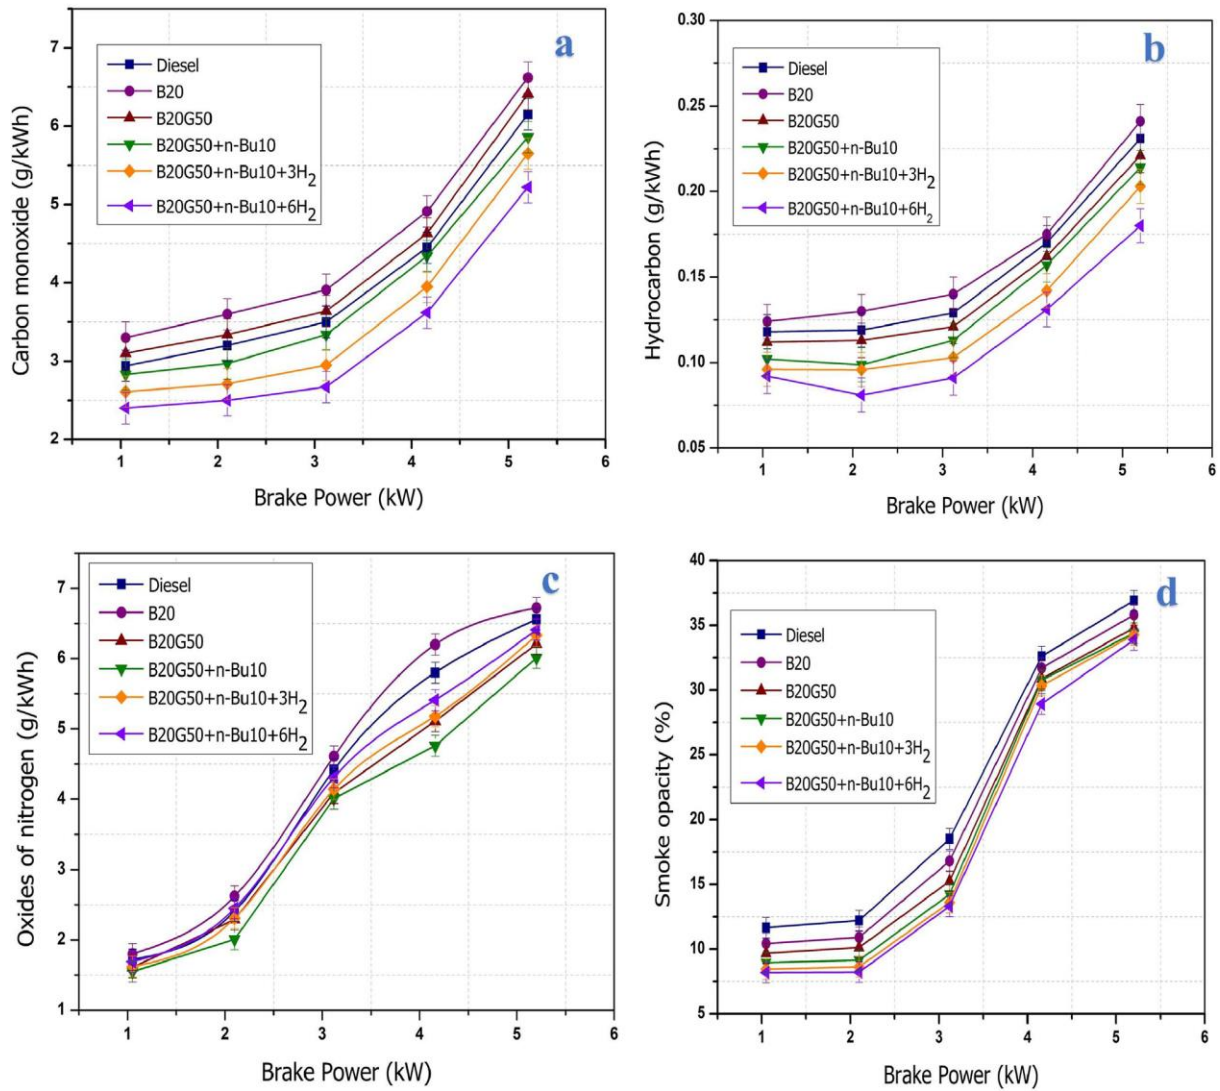 a
Diesel
B20
B20G50
B20G50+n-Bu10
B20G50+n-Bu10+3H2
B20G50+n-Bu10+6H2
Carbon monoxide (g/kWh)
7
6
5
4
3
2
1 2 3 4 5 6
Brake Power (kW)
b
Diesel
B20
B20G50
B20G50+n-Bu10
B20G50+n-Bu10+3H2
B20G50+n-Bu10+6H2
Hydrocarbon (g/kWh)
0.30
0.25
0.20
0.15
0.10
0.05
1 2 3 4 5 6
Brake Power (kW)
c
Diesel
B20
B20G50
B20G50+n-Bu10
B20G50+n-Bu10+3H2
B20G50+n-Bu10+6H2
Oxides of nitrogen (g/kWh)
7
6
5
4
3
2
1
1 2 3 4 5 6
Brake Power (kW)
d
Diesel
B20
B20G50
B20G50+n-Bu10
B20G50+n-Bu10+3H2
B20G50+n-Bu10+6H2
Smoke opacity (%)
40
35
30
25
20
15
10
5
1 2 3 4 5 6
Brake Power (kW)